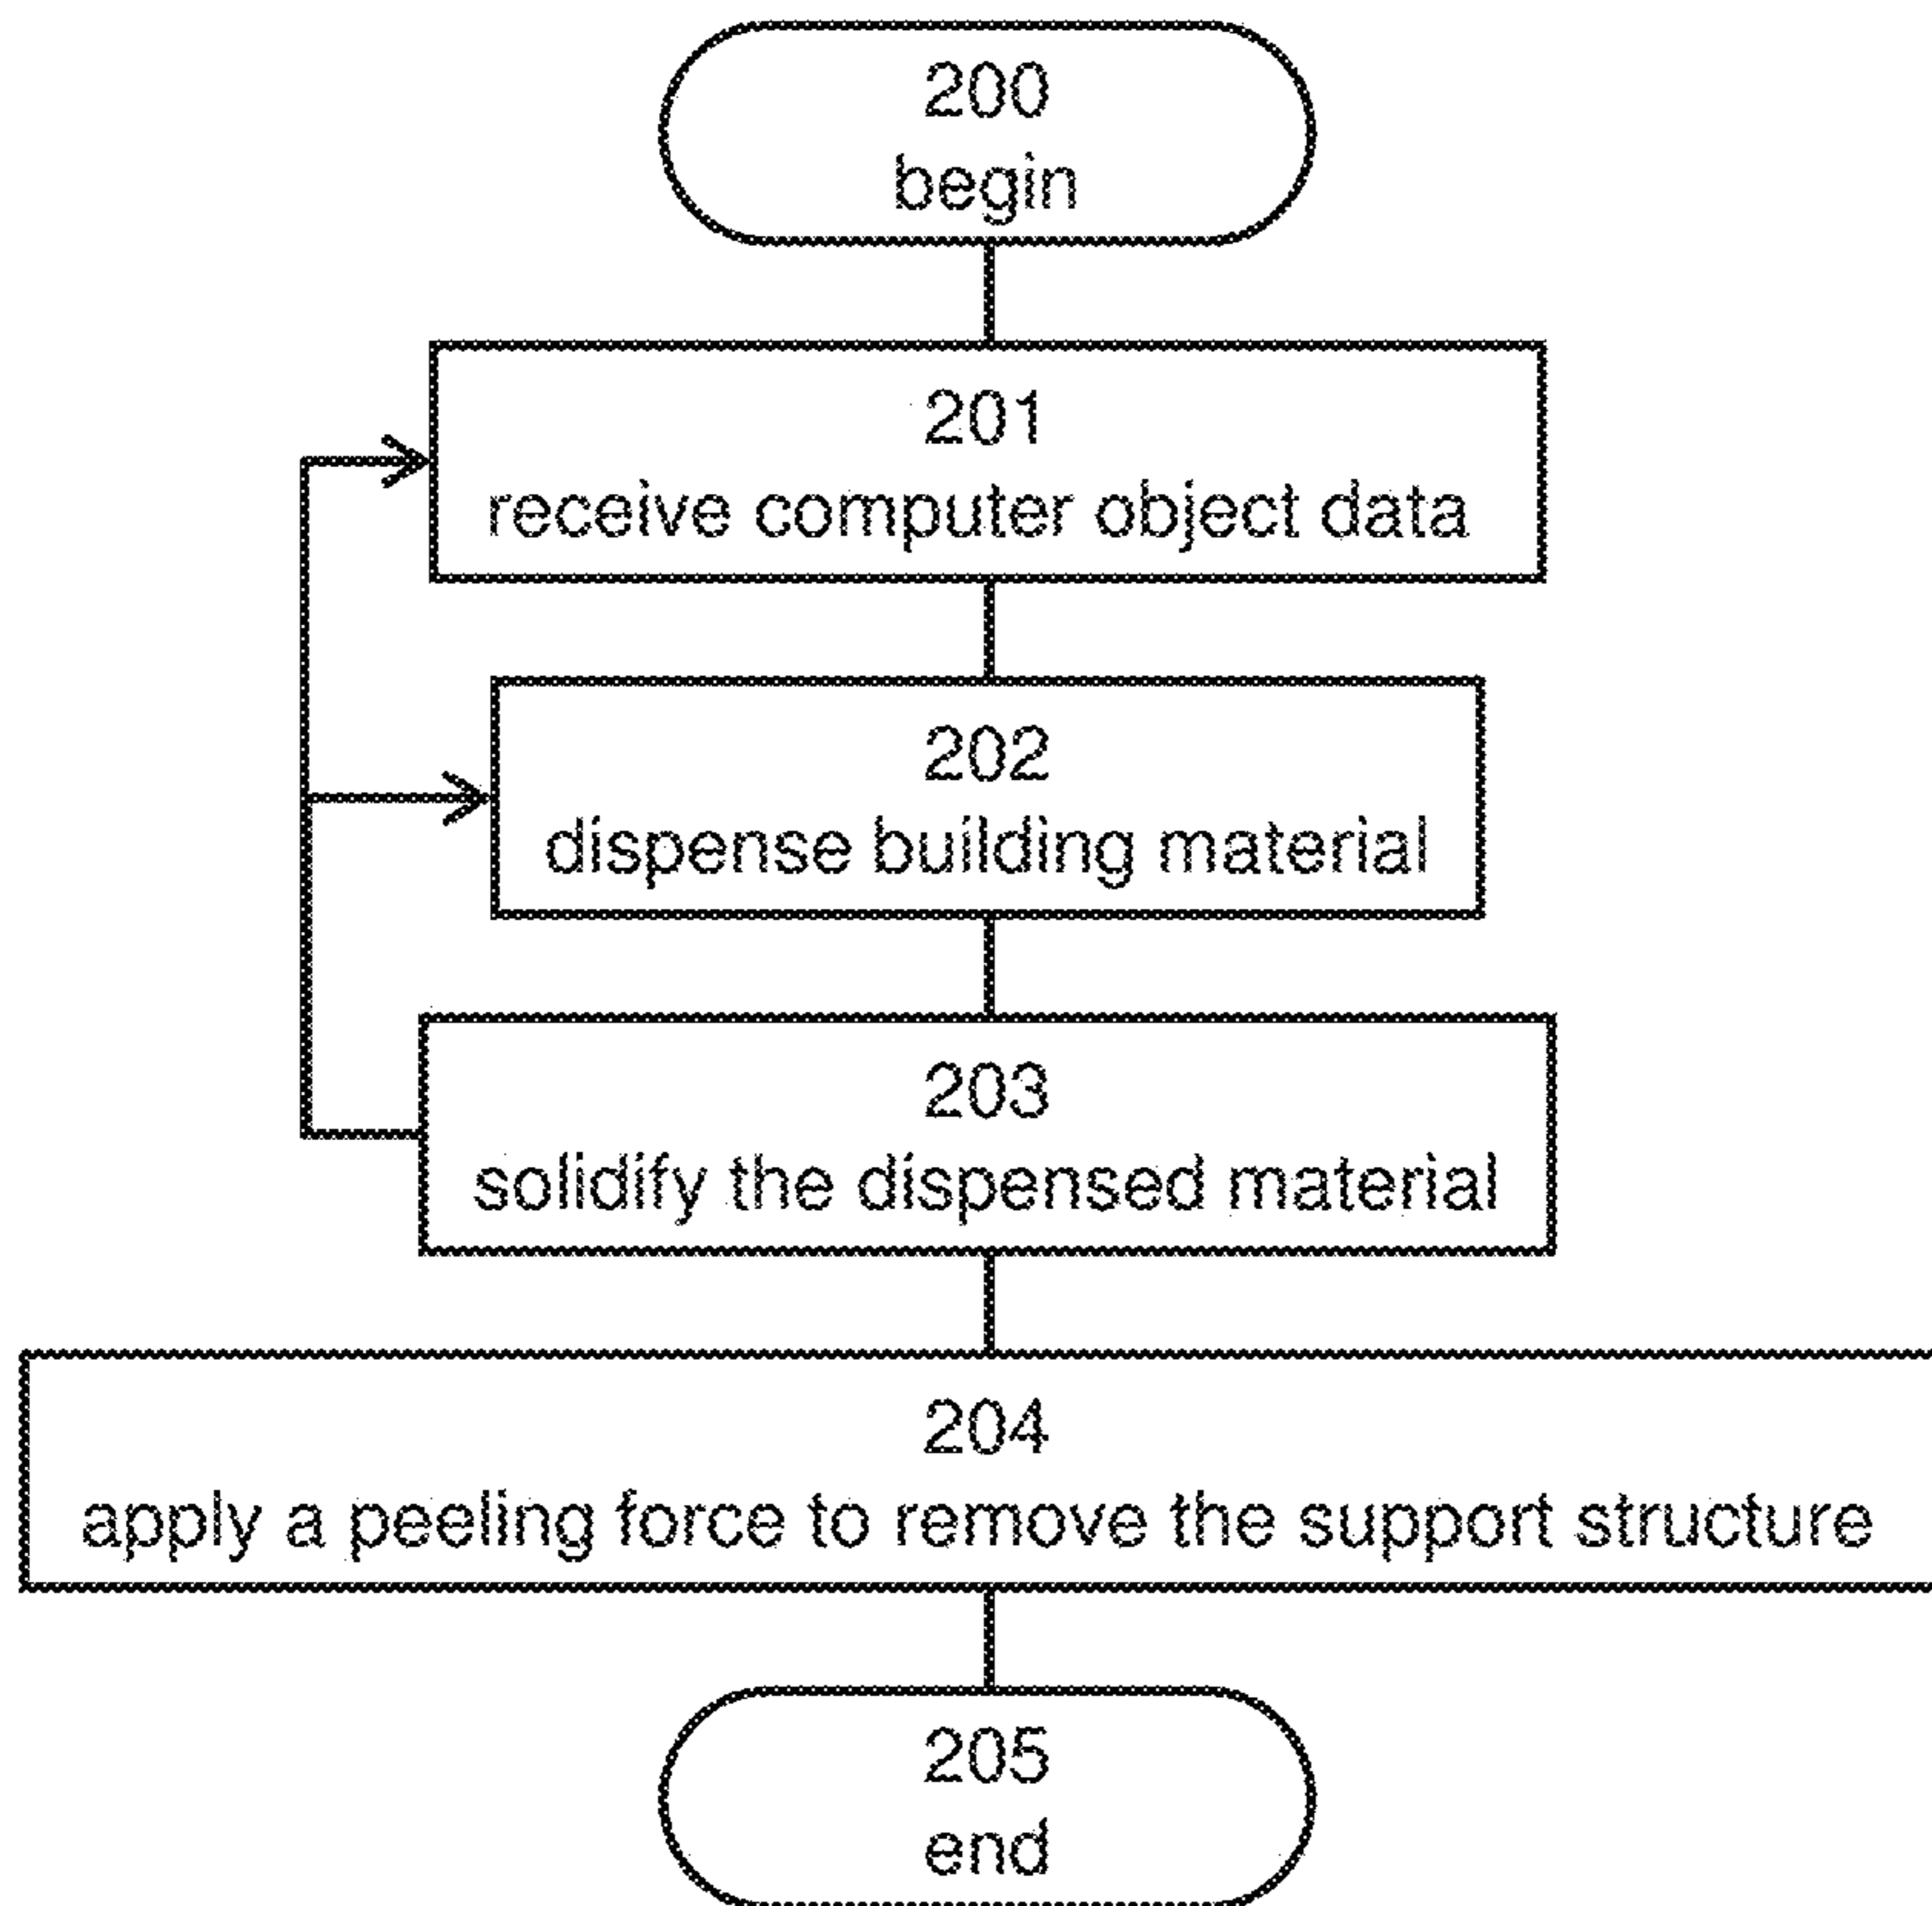 200
begin
201
receive computer object data
202
dispense building material
203
solidify the dispensed material
204
apply a peeling force to remove the support structure
205
end